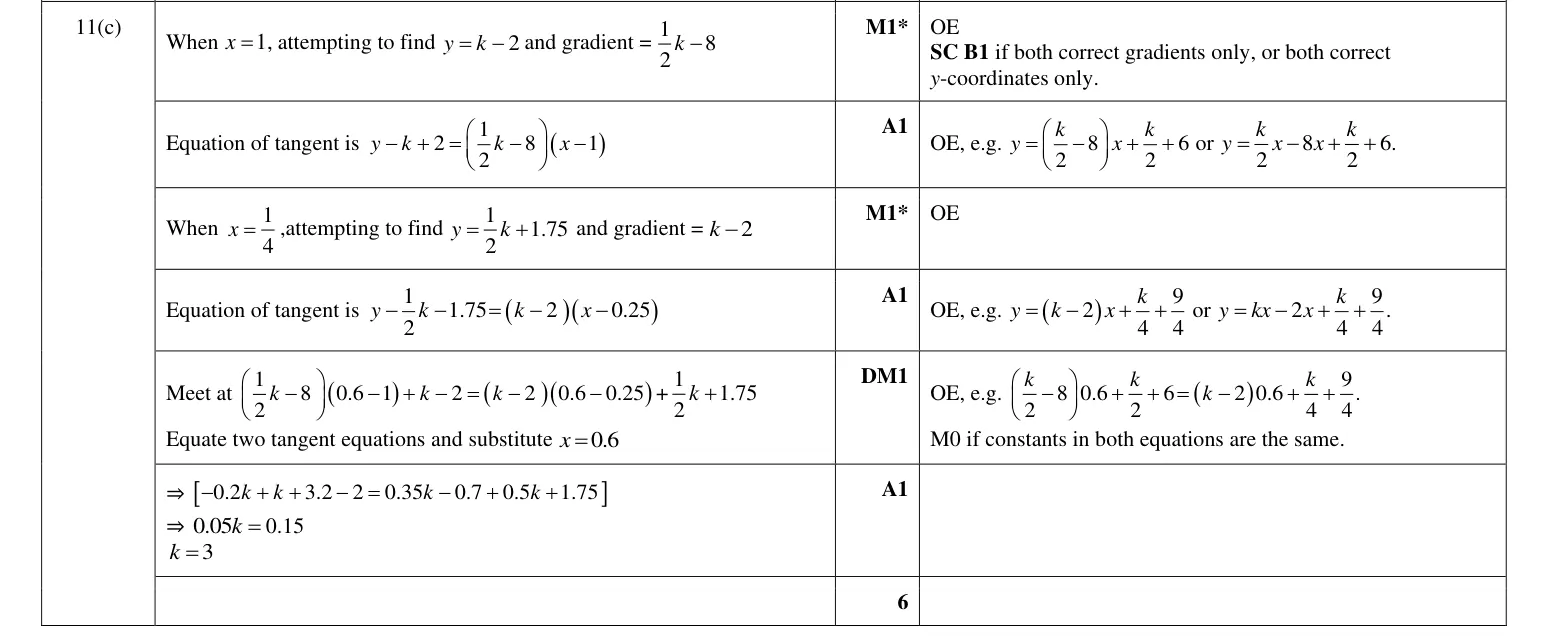 11(c)
When x = 1, attempting to find y = k − 2 and gradient = 1/2 k − 8
M1*
OE
SC B1 if both correct gradients only, or both correct
y-coordinates only.
Equation of tangent is y − k + 2 = (1/2 k − 8)(x − 1)
A1
OE, e.g. y = (k/2 − 8)x + k/2 + 6 or y = k/2 x − 8x + k/2 + 6.
When x = 1/4 ,attempting to find y = 1/2 k + 1.75 and gradient = k − 2
M1*
OE
Equation of tangent is y − 1/2 k − 1.75 = (k − 2)(x − 0.25)
A1
OE, e.g. y = (k − 2)x + k/4 + 9/4 or y = kx − 2x + k/4 + 9/4.
Meet at (1/2 k − 8)(0.6 − 1) + k − 2 = (k − 2)(0.6 − 0.25) + 1/2 k + 1.75
Equate two tangent equations and substitute x = 0.6
DM1
OE, e.g. (k/2 − 8)0.6 + k/2 + 6 = (k − 2)0.6 + k/4 + 9/4.
M0 if constants in both equations are the same.
⇒ [−0.2k + k + 3.2 − 2 = 0.35k − 0.7 + 0.5k + 1.75]
⇒ 0.05k = 0.15
k = 3
A1
6